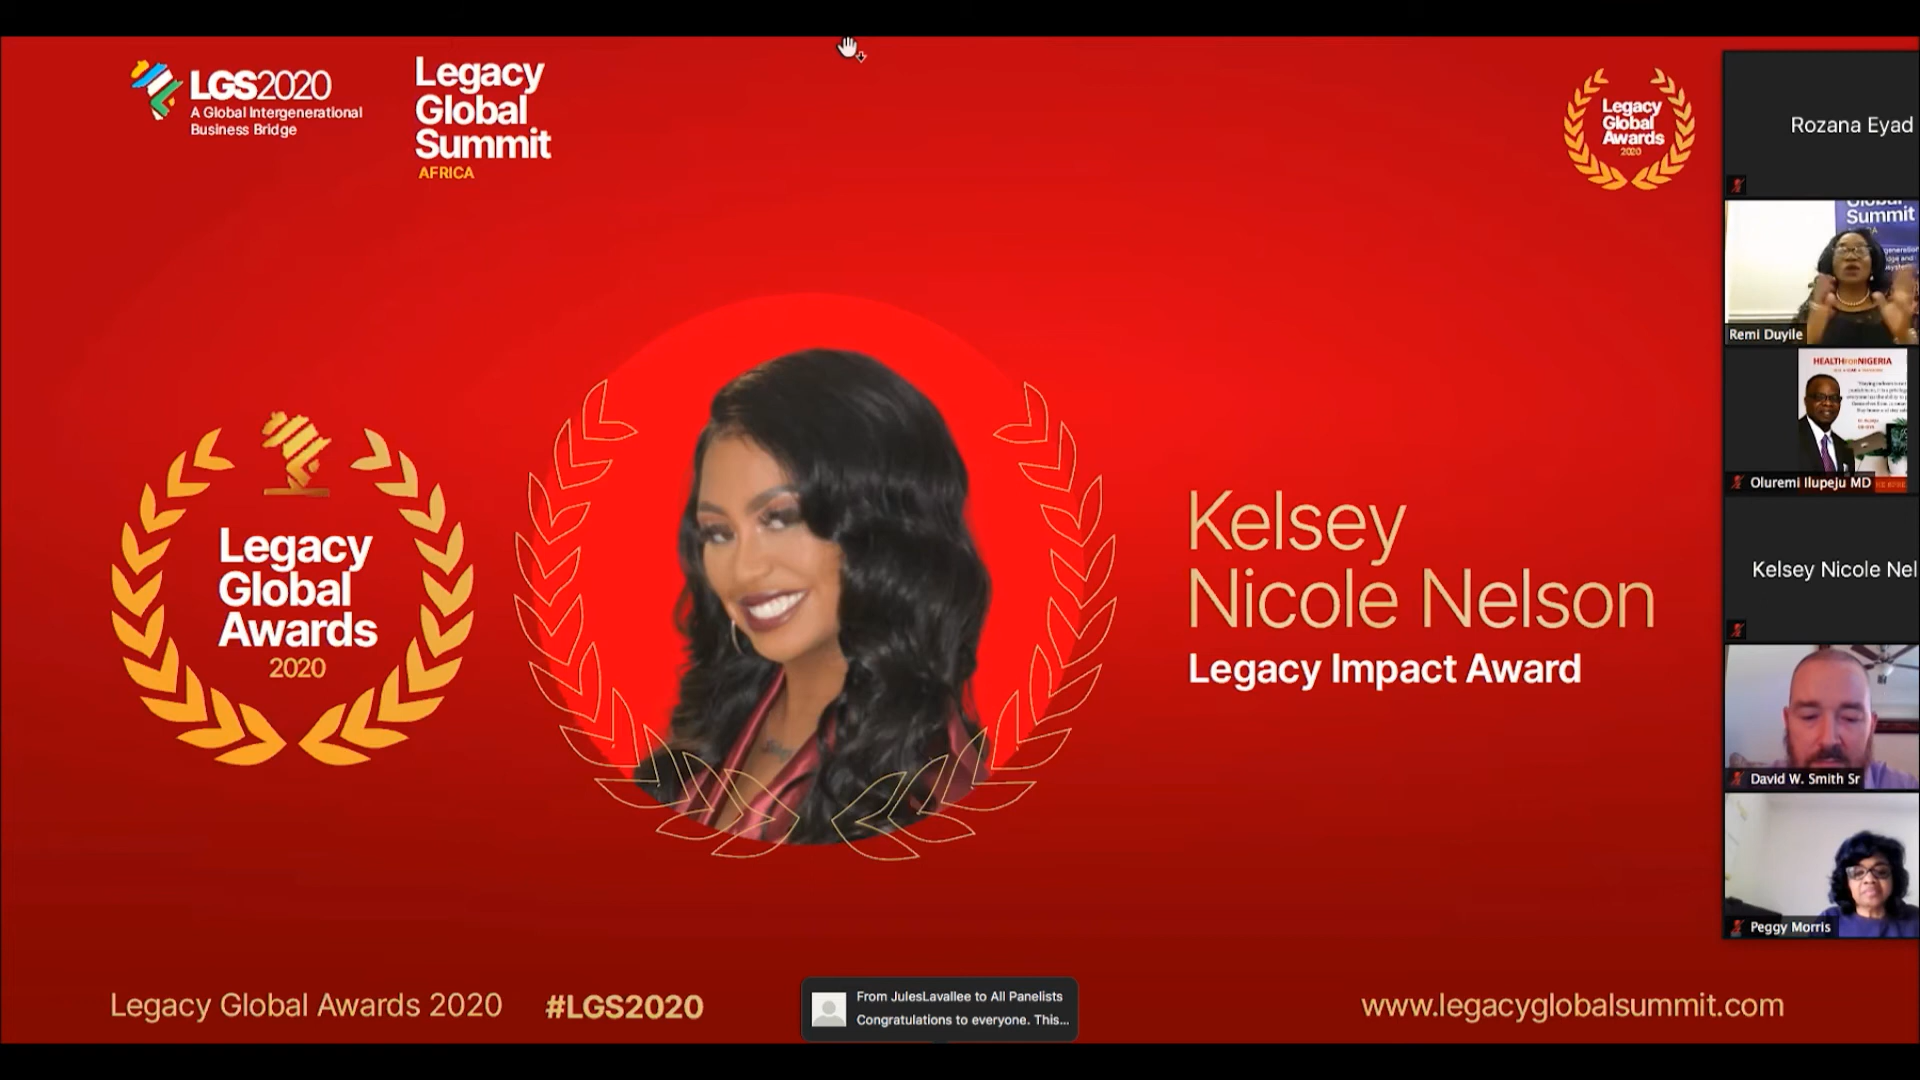 LGS2020
A Global Intergenerational
Business Bridge
Legacy
Global
Summit
AFRICA
Legacy
Global
Awards
2020
Legacy
Global
Awards
2020
Kelsey
Nicole Nelson
Legacy Impact Award
Legacy Global Awards 2020
#LGS2020
From JulesLavallee to All Panelists
Congratulations to everyone. This...
www.legacyglobalsummit.com
Rozana Eyad
Summit
Remi Duyile
HEALTHFORNIGERIA
Oluremi Ilupeju MD
Kelsey Nicole Nel
David W. Smith Sr
Peggy Morris